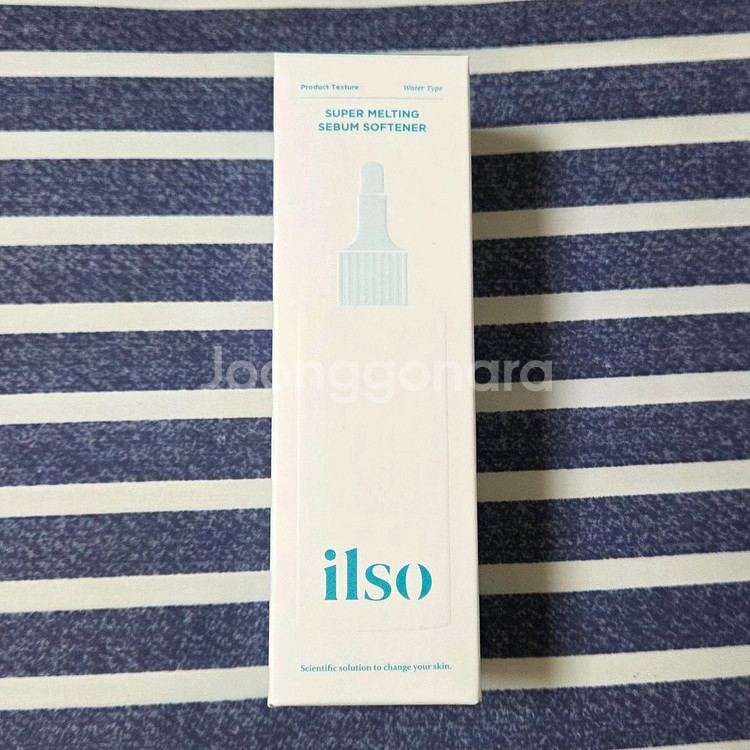 Product Texture
Water Type
SUPER MELTING
SEBUM SOFTENER
Joonggonara
ilso
Scientific solution to change your skin.